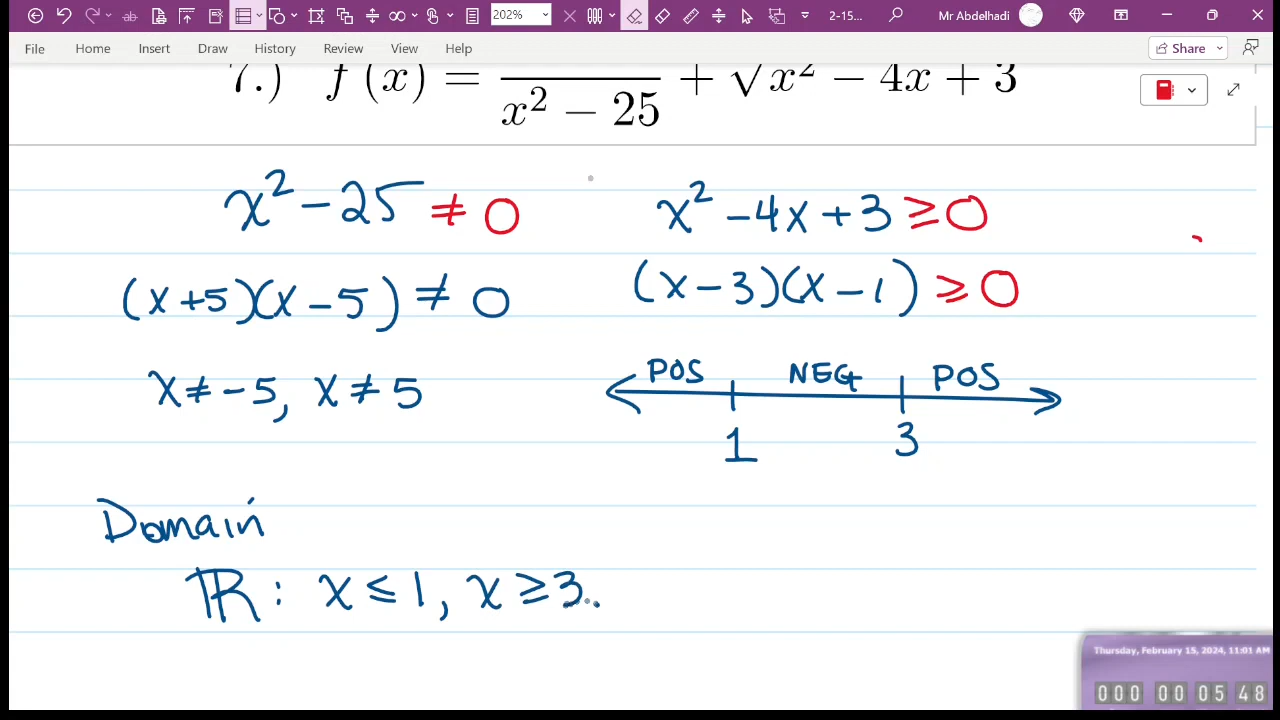 202%
2-15...
Mr Abdelhadi
File Home Insert Draw History Review View Help
Share
7.) f (x) = ――― + √x² − 4x + 3
x² − 25
x² − 25 ≠ 0
x² − 4x + 3 ≥ 0
(x + 5)(x − 5) ≠ 0
(x − 3)(x − 1) ≥ 0
x ≠ −5, x ≠ 5
POS NEG POS
1 3
Domain
ℝ : x ≤ 1, x ≥ 3
Thursday, February 15, 2024, 11:01 AM
000 00 05 48